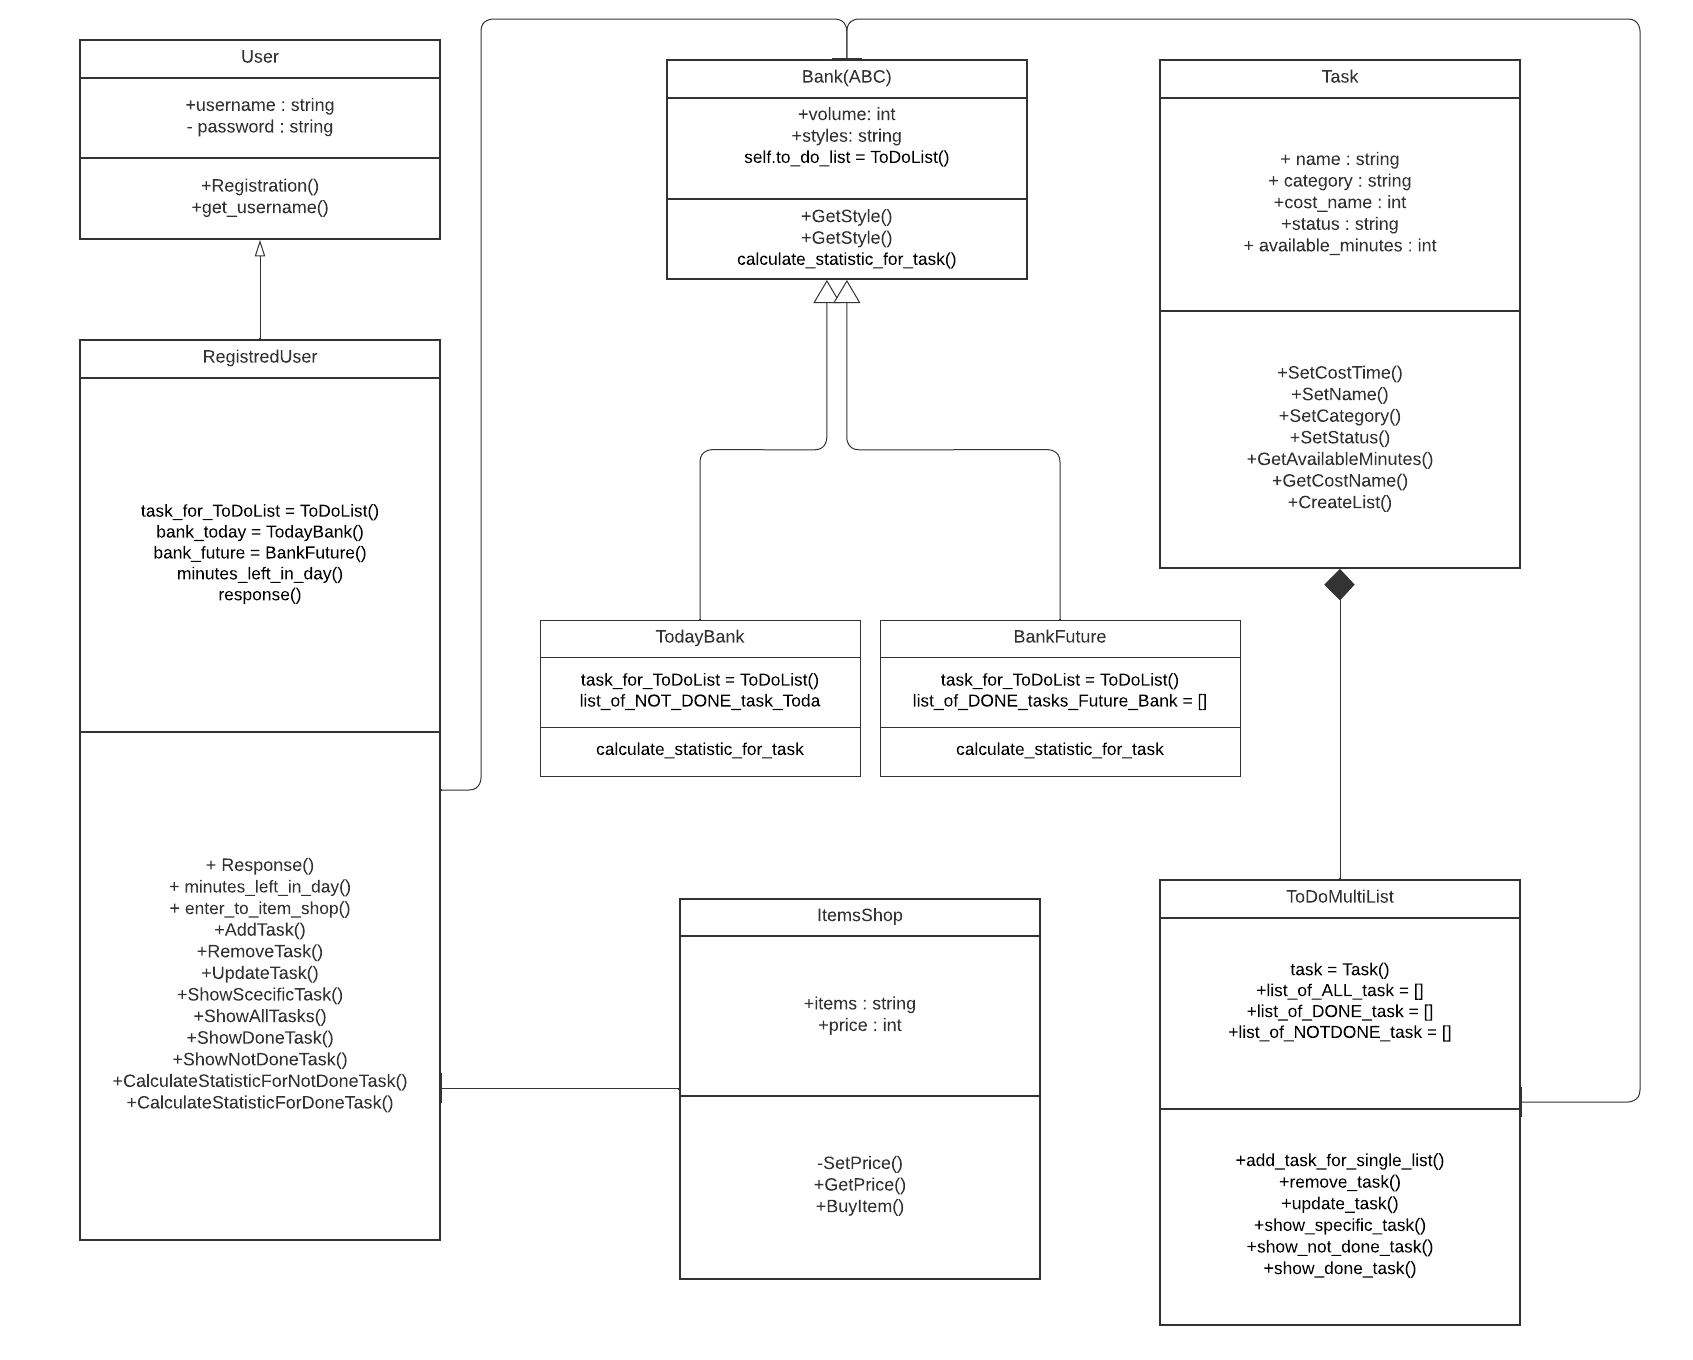 User
+username : string
- password : string
+Registration()
+get_username()
Bank(ABC)
+volume: int
+styles: string
self.to_do_list = ToDoList()
+GetStyle()
+GetStyle()
calculate_statistic_for_task()
Task
+ name : string
+ category : string
+cost_name : int
+status : string
+ available_minutes : int
+SetCostTime()
+SetName()
+SetCategory()
+SetStatus()
+GetAvailableMinutes()
+GetCostName()
+CreateList()
RegistredUser
task_for_ToDoList = ToDoList()
bank_today = TodayBank()
bank_future = BankFuture()
minutes_left_in_day()
response()
+ Response()
+ minutes_left_in_day()
+ enter_to_item_shop()
+AddTask()
+RemoveTask()
+UpdateTask()
+ShowScecificTask()
+ShowAllTasks()
+ShowDoneTask()
+ShowNotDoneTask()
+CalculateStatisticForNotDoneTask()
+CalculateStatisticForDoneTask()
TodayBank
task_for_ToDoList = ToDoList()
list_of_NOT_DONE_task_Toda
calculate_statistic_for_task
BankFuture
task_for_ToDoList = ToDoList()
list_of_DONE_tasks_Future_Bank = []
calculate_statistic_for_task
ItemsShop
+items : string
+price : int
-SetPrice()
+GetPrice()
+BuyItem()
ToDoMultiList
task = Task()
+list_of_ALL_task = []
+list_of_DONE_task = []
+list_of_NOTDONE_task = []
+add_task_for_single_list()
+remove_task()
+update_task()
+show_specific_task()
+show_not_done_task()
+show_done_task()